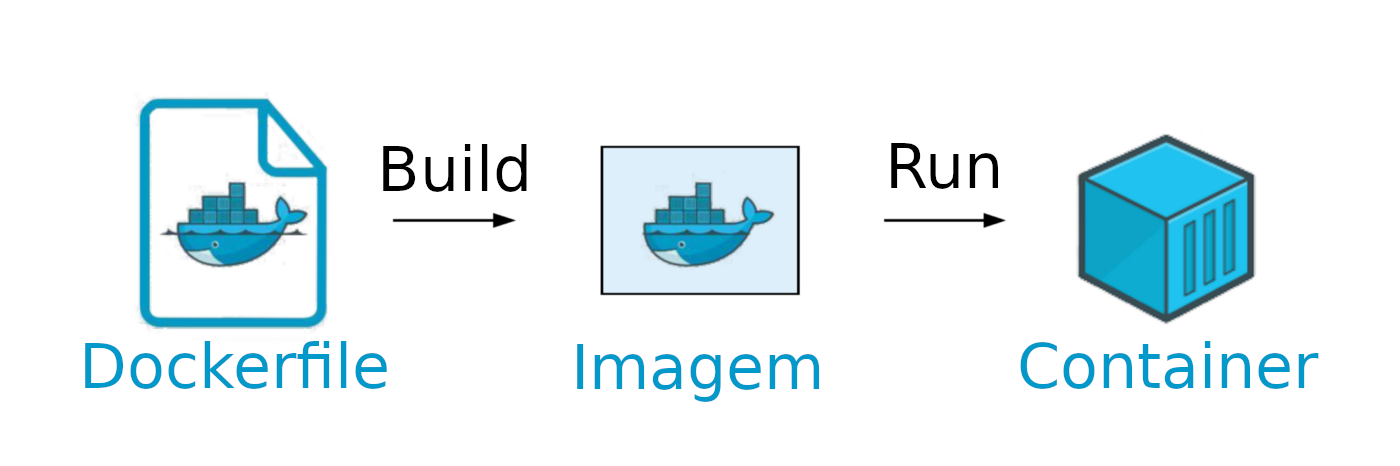 Build
Run
Dockerfile
Imagem
Container